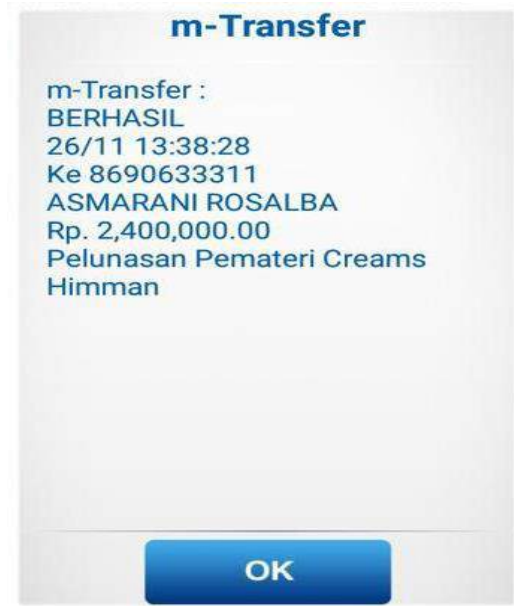 m-Transfer
m-Transfer :
BERHASIL
26/11 13:38:28
Ke 8690633311
ASMARANI ROSALBA
Rp. 2,400,000.00
Pelunasan Pemateri Creams
Himman
OK